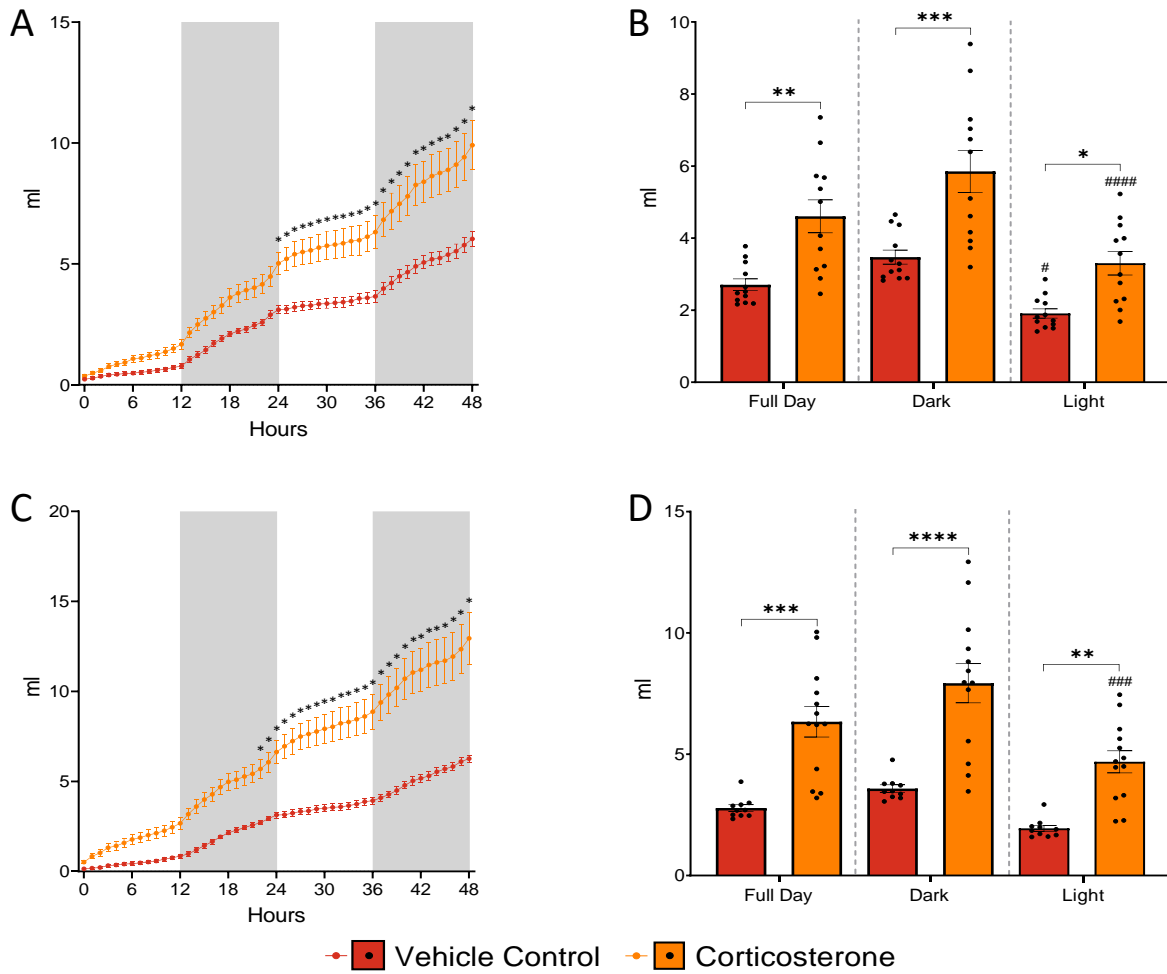 A
15
10
5
0
ml
* * * * * * * * * * * * * * * * * * * * * * * * *
0 6 12 18 24 30 36 42 48
Hours
B
10
8
6
4
2
0
ml
**
***
*
#
####
Full Day Dark Light
C
20
15
10
5
0
ml
* * * * * * * * * * * * * * * * * * * * * * * * * * *
0 6 12 18 24 30 36 42 48
Hours
D
15
10
5
0
ml
***
****
**
###
Full Day Dark Light
Vehicle Control Corticosterone